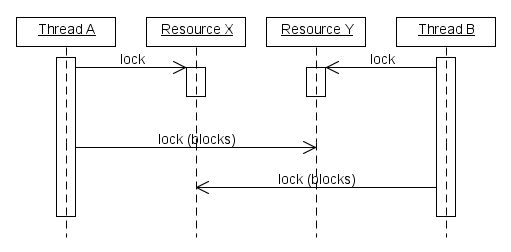 Thread A
Resource X
Resource Y
Thread B
lock
lock
lock (blocks)
lock (blocks)